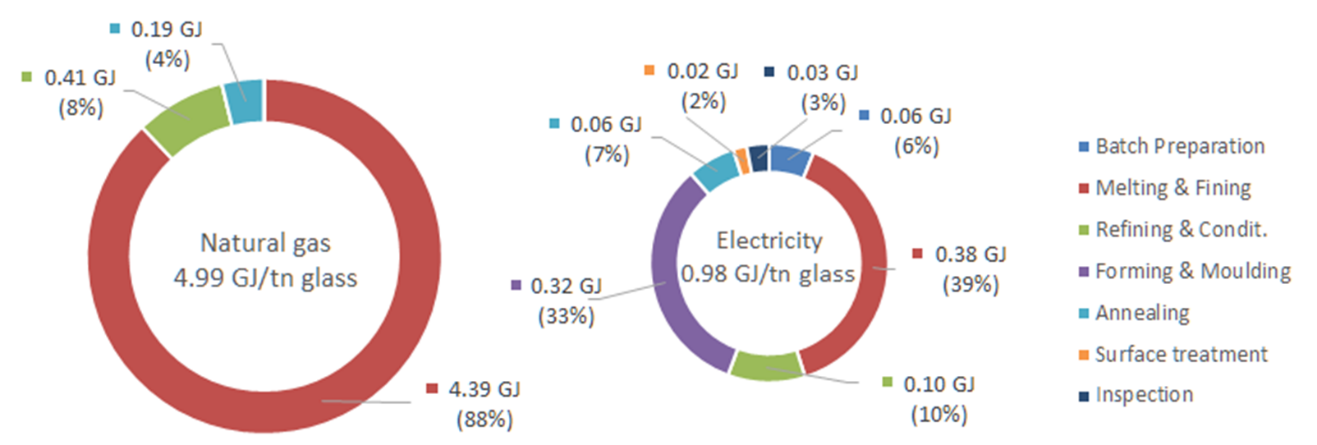 0.19 GJ
(4%)
0.41 GJ
(8%)
Natural gas
4.99 GJ/tn glass
4.39 GJ
(88%)
0.02 GJ
(2%)
0.03 GJ
(3%)
0.06 GJ
(6%)
0.06 GJ
(7%)
Electricity
0.98 GJ/tn glass
0.38 GJ
(39%)
0.32 GJ
(33%)
0.10 GJ
(10%)
Batch Preparation
Melting & Fining
Refining & Condit.
Forming & Moulding
Annealing
Surface treatment
Inspection